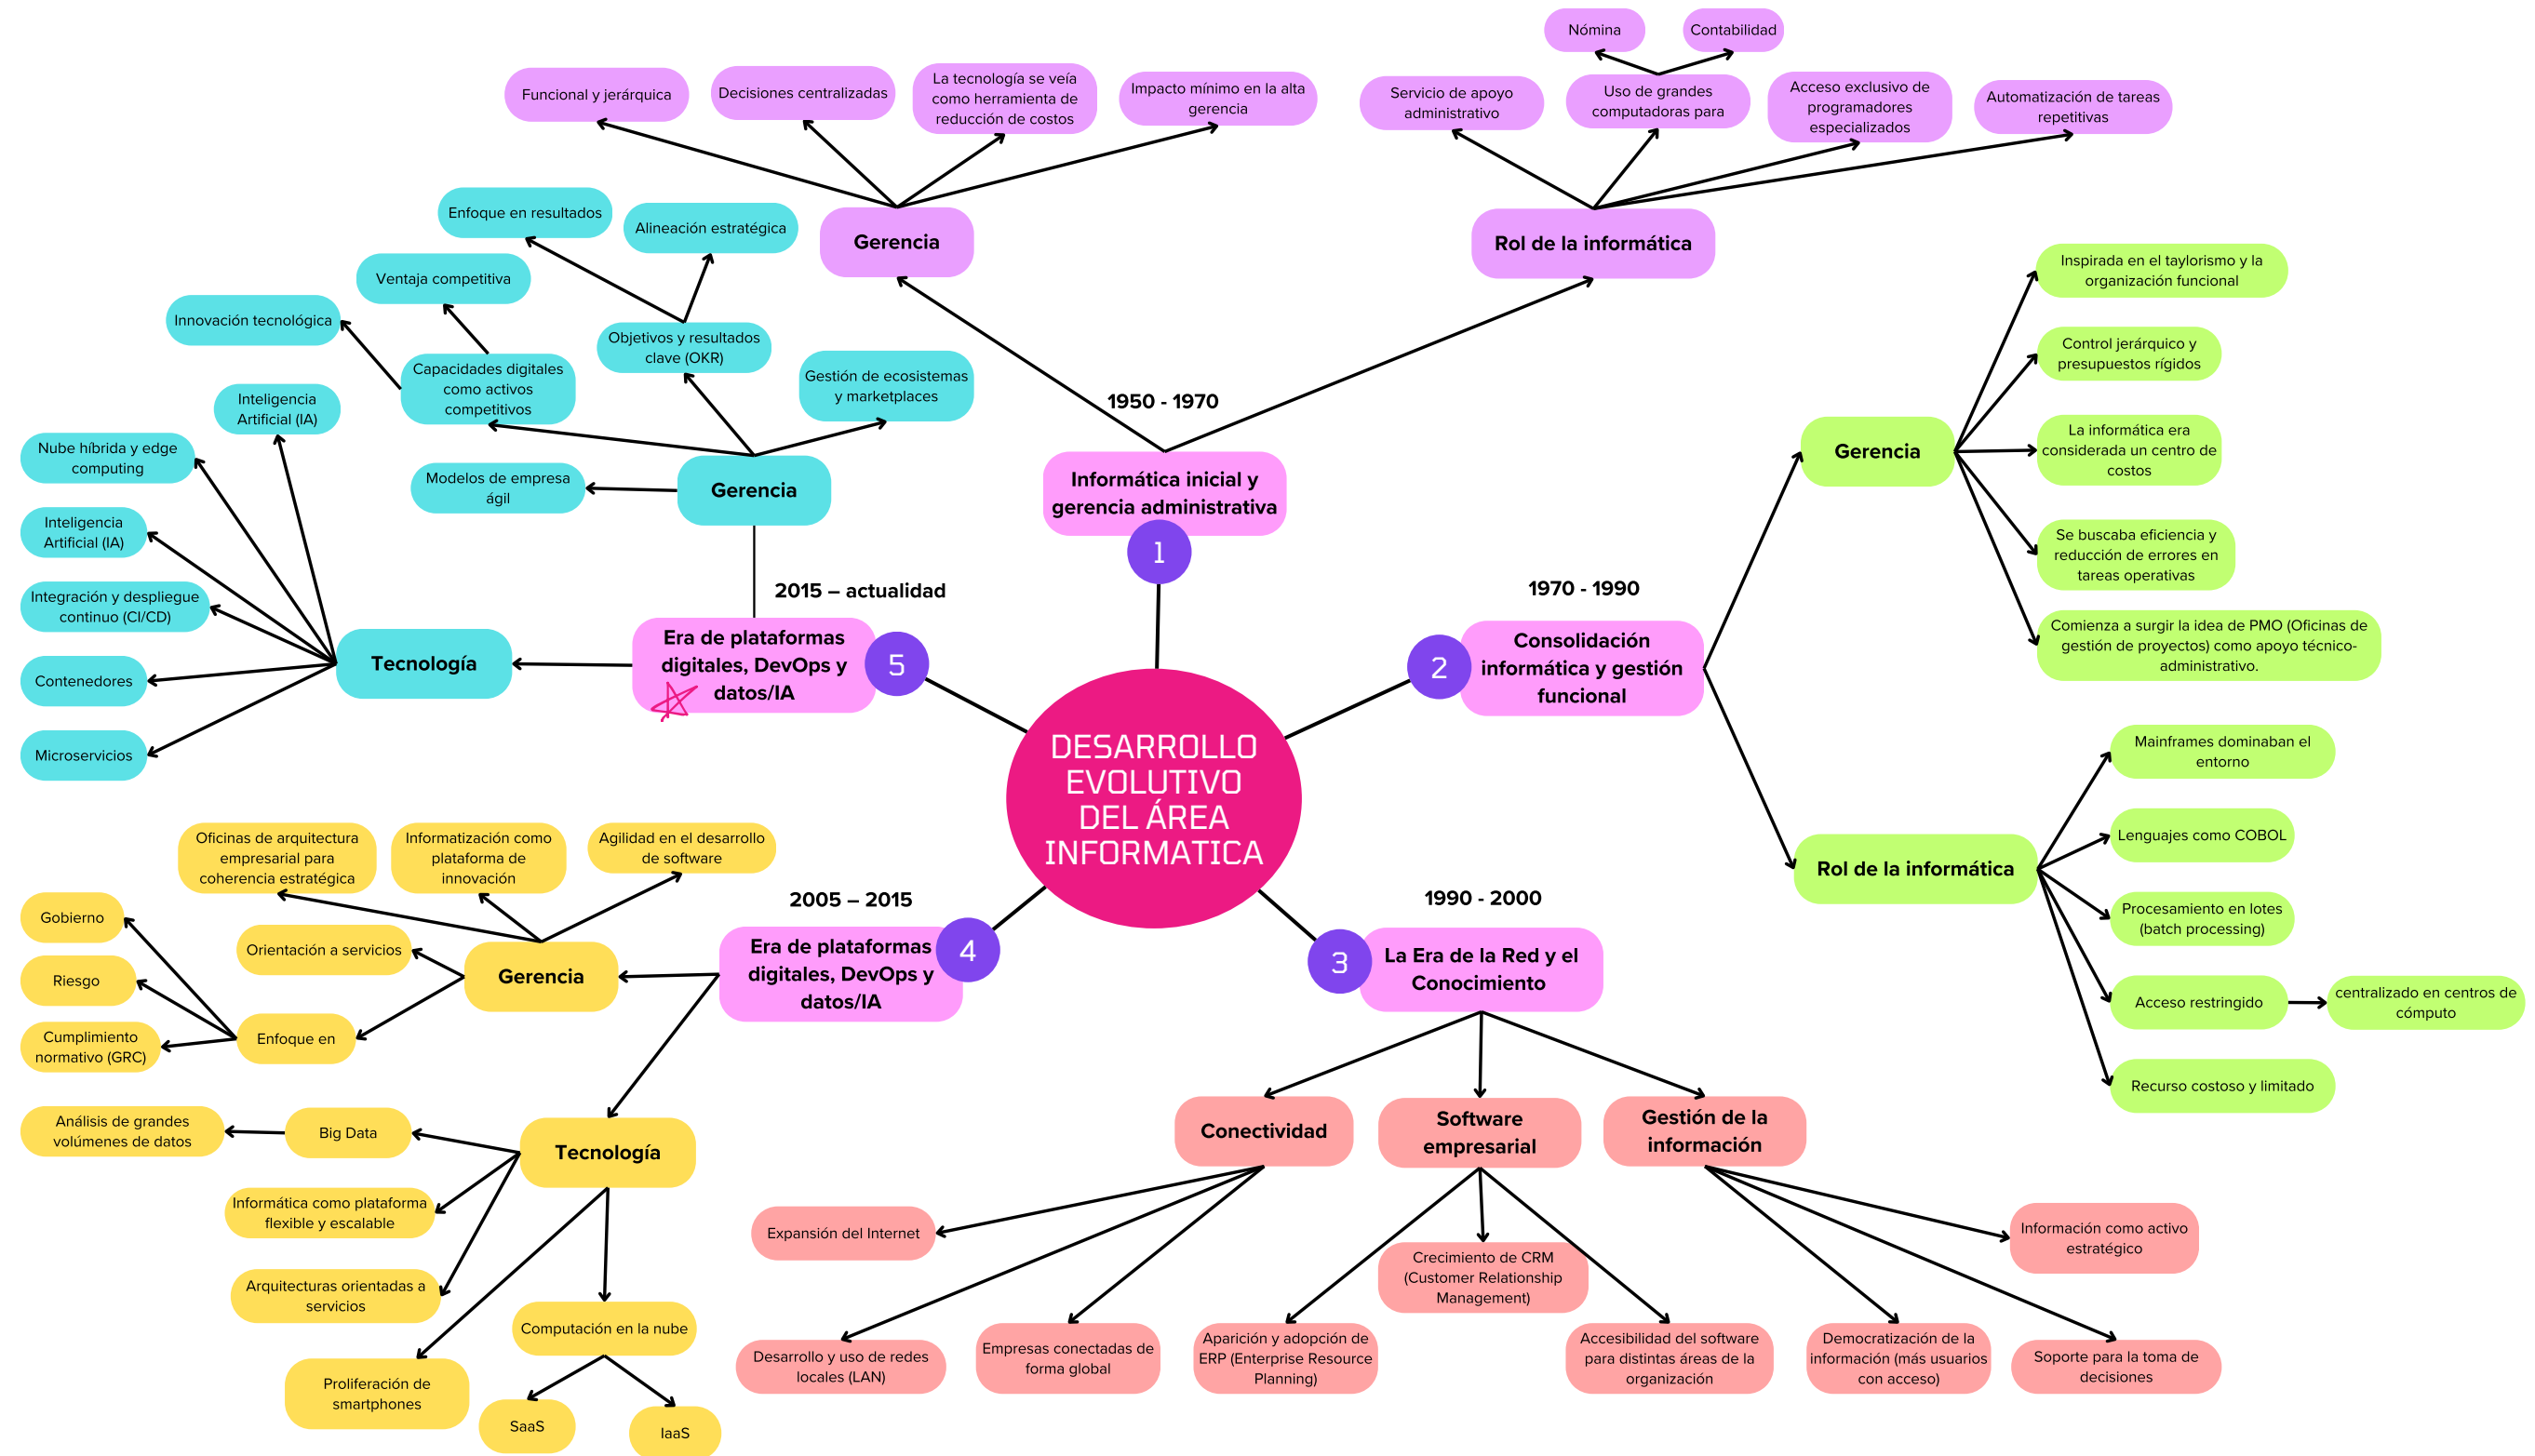 DESARROLLO
EVOLUTIVO
DEL ÁREA
INFORMATICA
1
1950 - 1970
Informática inicial y
gerencia administrativa
Gerencia
Funcional y jerárquica
Decisiones centralizadas
La tecnología se veía
como herramienta de
reducción de costos
Impacto mínimo en la alta
gerencia
Rol de la informática
Servicio de apoyo
administrativo
Uso de grandes
computadoras para
Nómina
Contabilidad
Acceso exclusivo de
programadores
especializados
Automatización de tareas
repetitivas
2
1970 - 1990
Consolidación
informática y gestión
funcional
Gerencia
Inspirada en el taylorismo y la
organización funcional
Control jerárquico y
presupuestos rígidos
La informática era
considerada un centro de
costos
Se buscaba eficiencia y
reducción de errores en
tareas operativas
Comienza a surgir la idea de PMO (Oficinas de
gestión de proyectos) como apoyo técnico-
administrativo.
Rol de la informática
Mainframes dominaban el
entorno
Lenguajes como COBOL
Procesamiento en lotes
(batch processing)
Acceso restringido
centralizado en centros de
cómputo
Recurso costoso y limitado
3
1990 - 2000
La Era de la Red y el
Conocimiento
Conectividad
Expansión del Internet
Desarrollo y uso de redes
locales (LAN)
Empresas conectadas de
forma global
Software
empresarial
Aparición y adopción de
ERP (Enterprise Resource
Planning)
Crecimiento de CRM
(Customer Relationship
Management)
Accesibilidad del software
para distintas áreas de la
organización
Gestión de la
información
Democratización de la
información (más usuarios
con acceso)
Soporte para la toma de
decisiones
Información como activo
estratégico
4
2005 – 2015
Era de plataformas
digitales, DevOps y
datos/IA
Gerencia
Oficinas de arquitectura
empresarial para
coherencia estratégica
Informatización como
plataforma de
innovación
Agilidad en el desarrollo
de software
Orientación a servicios
Enfoque en
Gobierno
Riesgo
Cumplimiento
normativo (GRC)
Tecnología
Big Data
Análisis de grandes
volúmenes de datos
Informática como plataforma
flexible y escalable
Arquitecturas orientadas a
servicios
Proliferación de
smartphones
Computación en la nube
SaaS
IaaS
5
2015 – actualidad
Era de plataformas
digitales, DevOps y
datos/IA
Gerencia
Modelos de empresa
ágil
Capacidades digitales
como activos
competitivos
Innovación tecnológica
Ventaja competitiva
Objetivos y resultados
clave (OKR)
Enfoque en resultados
Alineación estratégica
Gestión de ecosistemas
y marketplaces
Tecnología
Inteligencia
Artificial (IA)
Nube híbrida y edge
computing
Inteligencia
Artificial (IA)
Integración y despliegue
continuo (CI/CD)
Contenedores
Microservicios